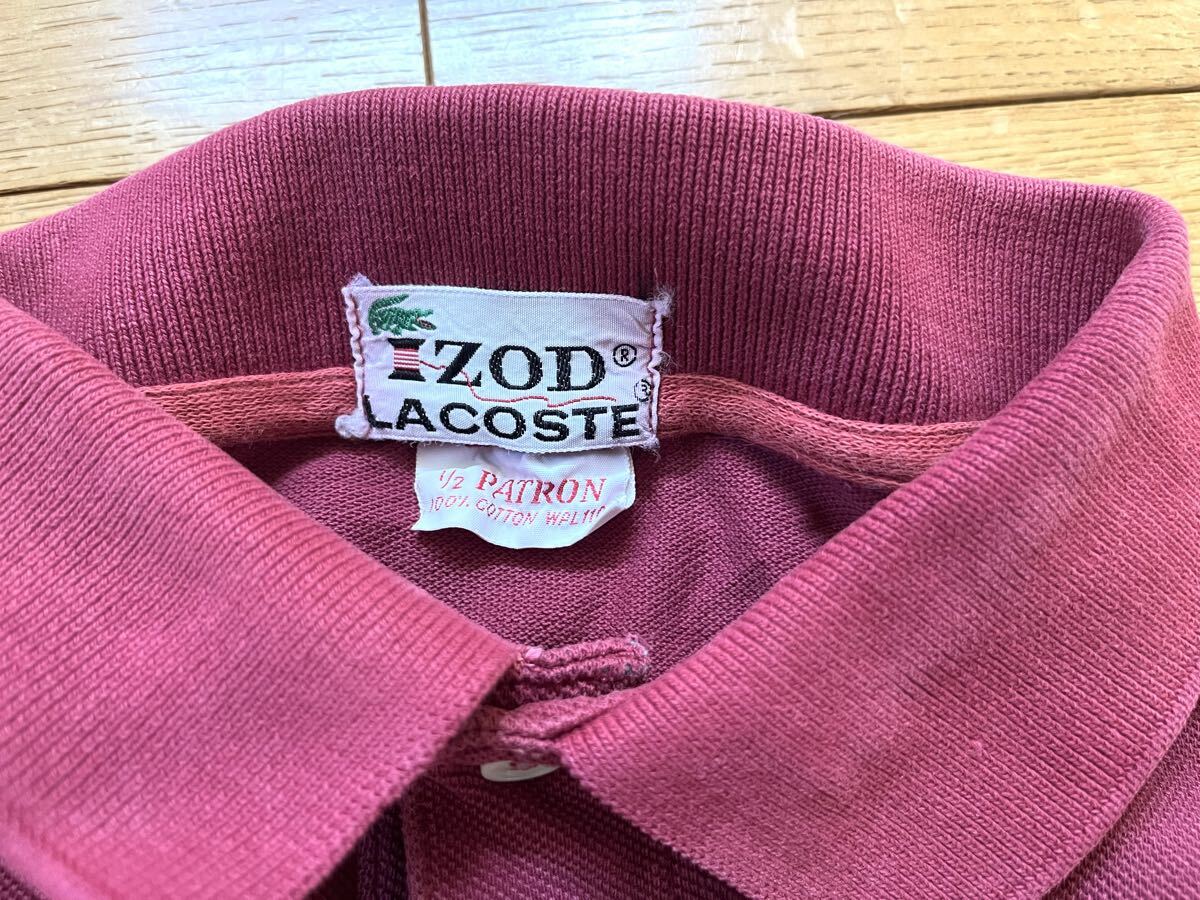 IZOD®
LACOSTE®
1/2 PATRON
100% COTTON